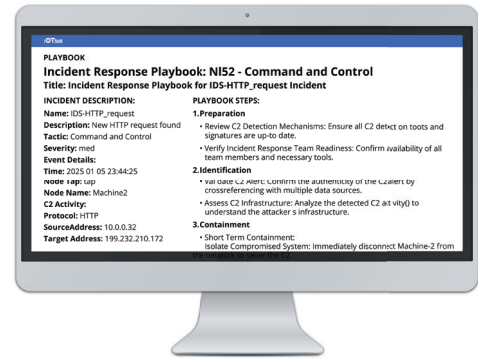 iOT365
PLAYBOOK
Incident Response Playbook: NI52 - Command and Control
Title: Incident Response Playbook for IDS-HTTP_request Incident
INCIDENT DESCRIPTION:
Name: IDS-HTTP_request
Description: New HTTP request found
Tactic: Command and Control
Severity: med
Event Details:
Time: 2025 01 05 23:44:25
Node Tap: tap
Node Name: Machine2
C2 Activity:
Protocol: HTTP
SourceAddress: 10.0.0.32
Target Address: 199.232.210.172
PLAYBOOK STEPS:
1.Preparation
• Review C2 Detection Mechanisms: Ensure all C2 detect on toots and
signatures are up-to date.
• Verify Incident Response Team Readiness: Confirm availability of all
team members and necessary tools.
2.Identification
• Val date C2 Alert: Confirm the authenticity of the C2alert by
crossreferencing with multiple data sources.
• Assess C2 Infrastructure: Analyze the detected C2 act vity() to
understand the attacker s infrastructure.
3.Containment
• Short Term Containment:
Isolate Compromised System: Immediately disconnect Machine-2 from
the network to sever the C2